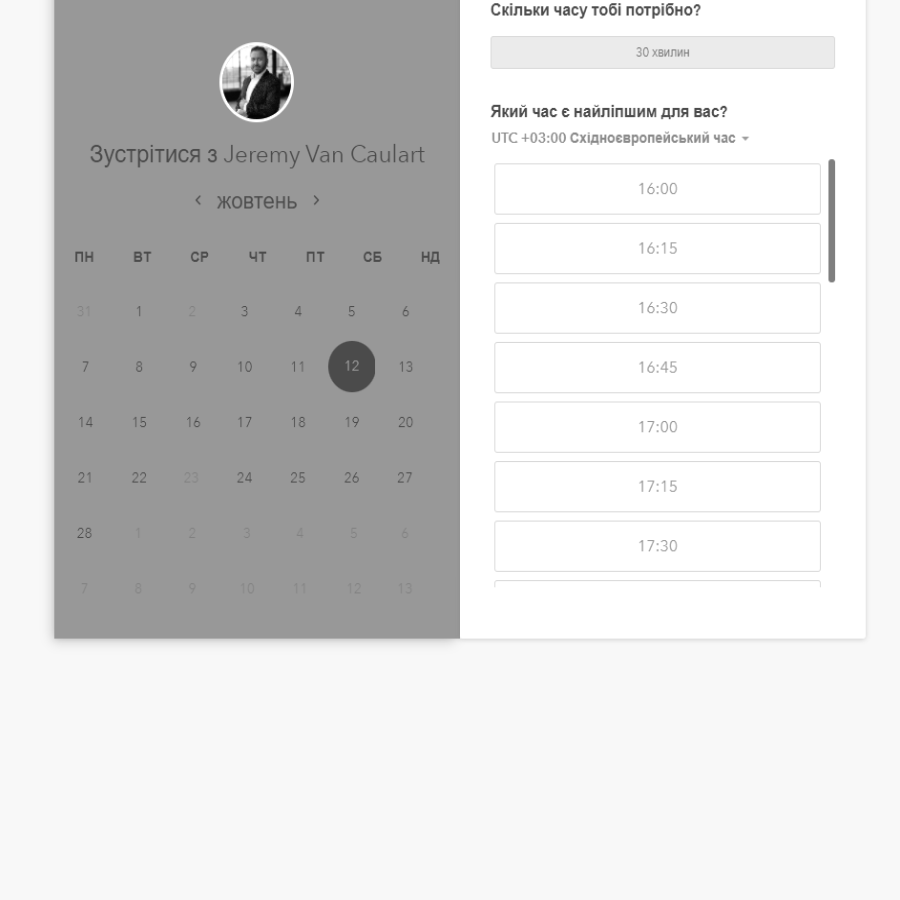 Зустрітися з Jeremy Van Caulart
жовтень
ПН ВТ СР ЧТ ПТ СБ НД
31 1 2 3 4 5 6
7 8 9 10 11 12 13
14 15 16 17 18 19 20
21 22 23 24 25 26 27
28 1 2 3 4 5 6
7 8 9 10 11 12 13
Скільки часу тобі потрібно?
30 хвилин
Який час є найліпшим для вас?
UTC +03:00 Східноєвропейський час
16:00
16:15
16:30
16:45
17:00
17:15
17:30